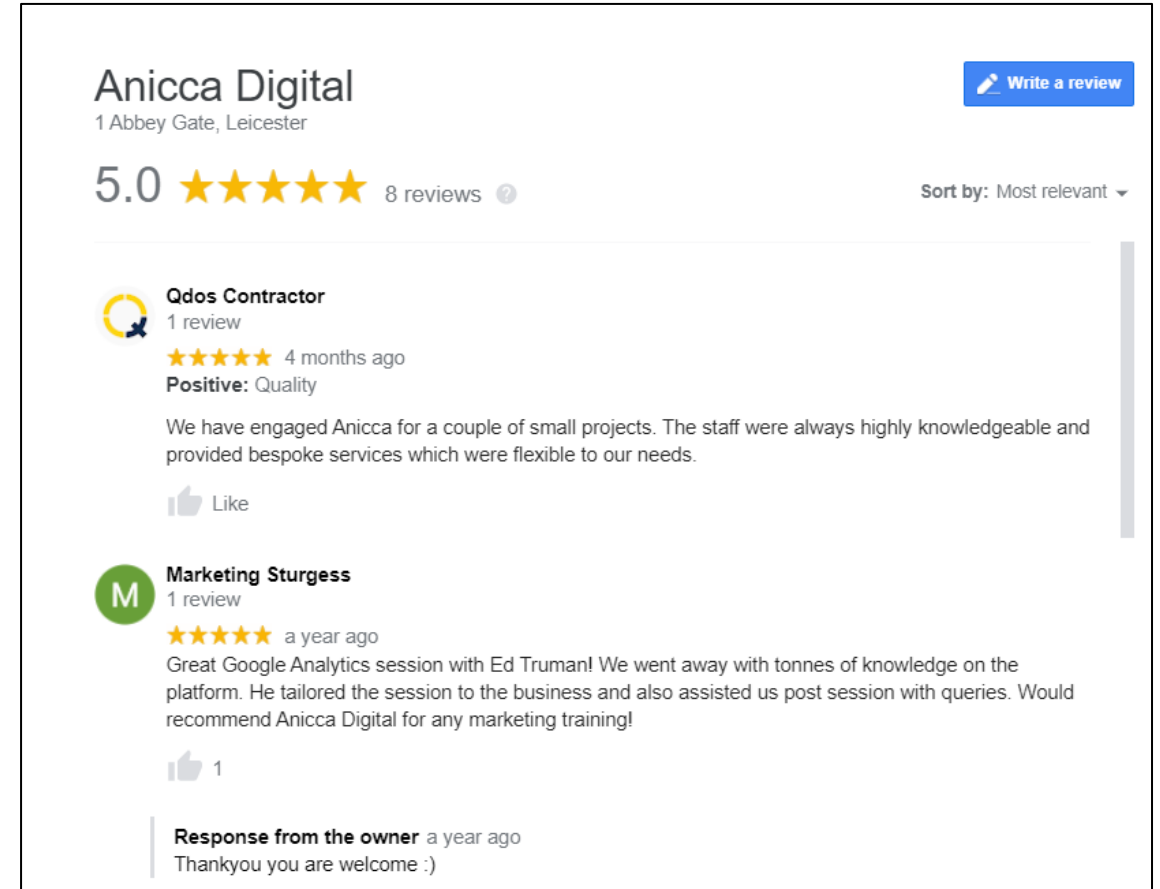 Anicca Digital
Write a review
1 Abbey Gate, Leicester
5.0
8 reviews ?
Sort by: Most relevant
Qdos Contractor
1 review
4 months ago
Positive: Quality
We have engaged Anicca for a couple of small projects. The staff were always highly knowledgeable and
provided bespoke services which were flexible to our needs.
Like
M
Marketing Sturgess
1 review
a year ago
Great Google Analytics session with Ed Truman! We went away with tonnes of knowledge on the
platform. He tailored the session to the business and also assisted us post session with queries. Would
recommend Anicca Digital for any marketing training!
1
Response from the owner a year ago
Thankyou you are welcome :)